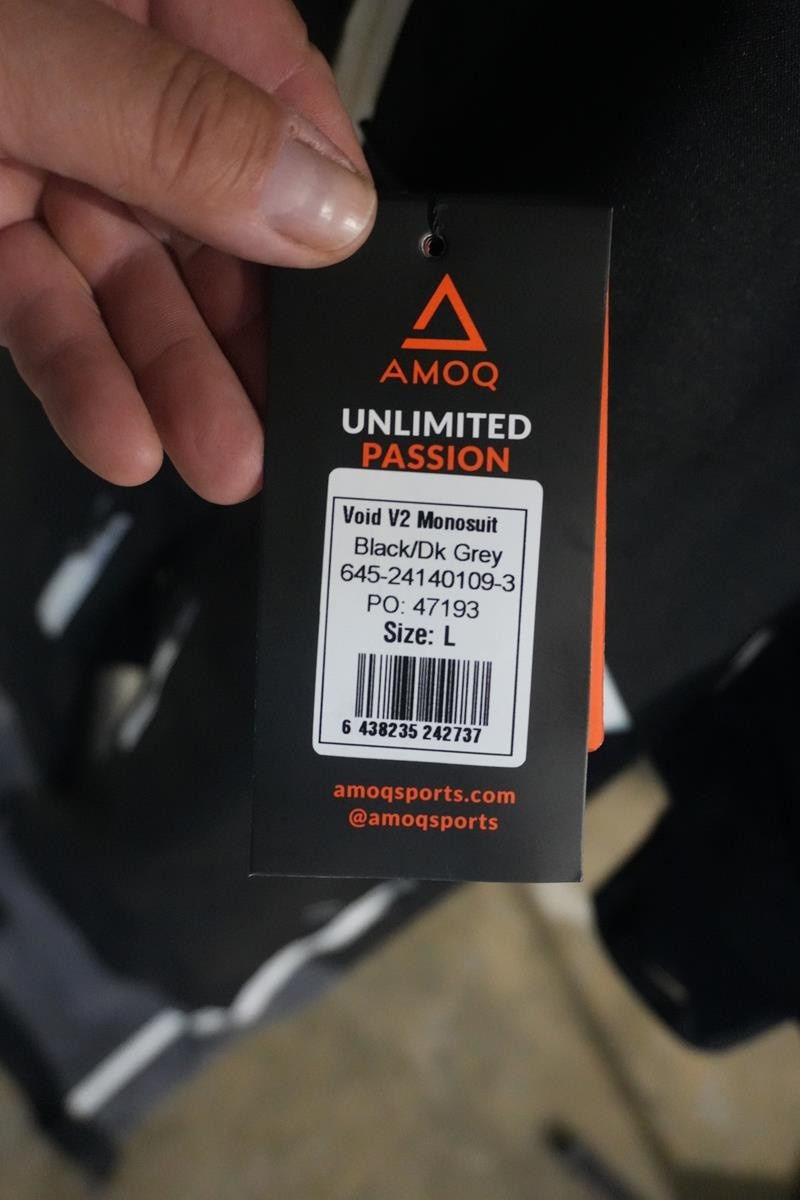 AMOQ
UNLIMITED
PASSION
Void V2 Monosuit
Black/Dk Grey
645-24140109-3
PO: 47193
Size: L
6 438235 242737
amoqsports.com
@amoqsports